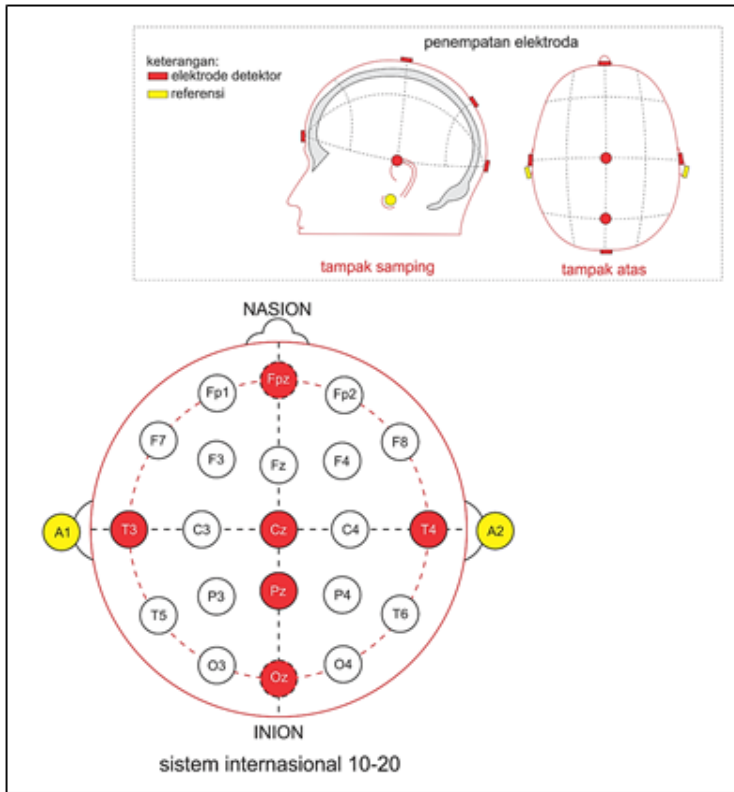 penempatan elektroda
keterangan:
elektrode detektor
referensi
tampak samping
tampak atas
NASION
Fpz
Fp1
Fp2
F7
F8
F3
Fz
F4
A1
T3
C3
Cz
C4
T4
A2
P3
Pz
P4
T5
T6
O3
Oz
O4
INION
sistem internasional 10-20